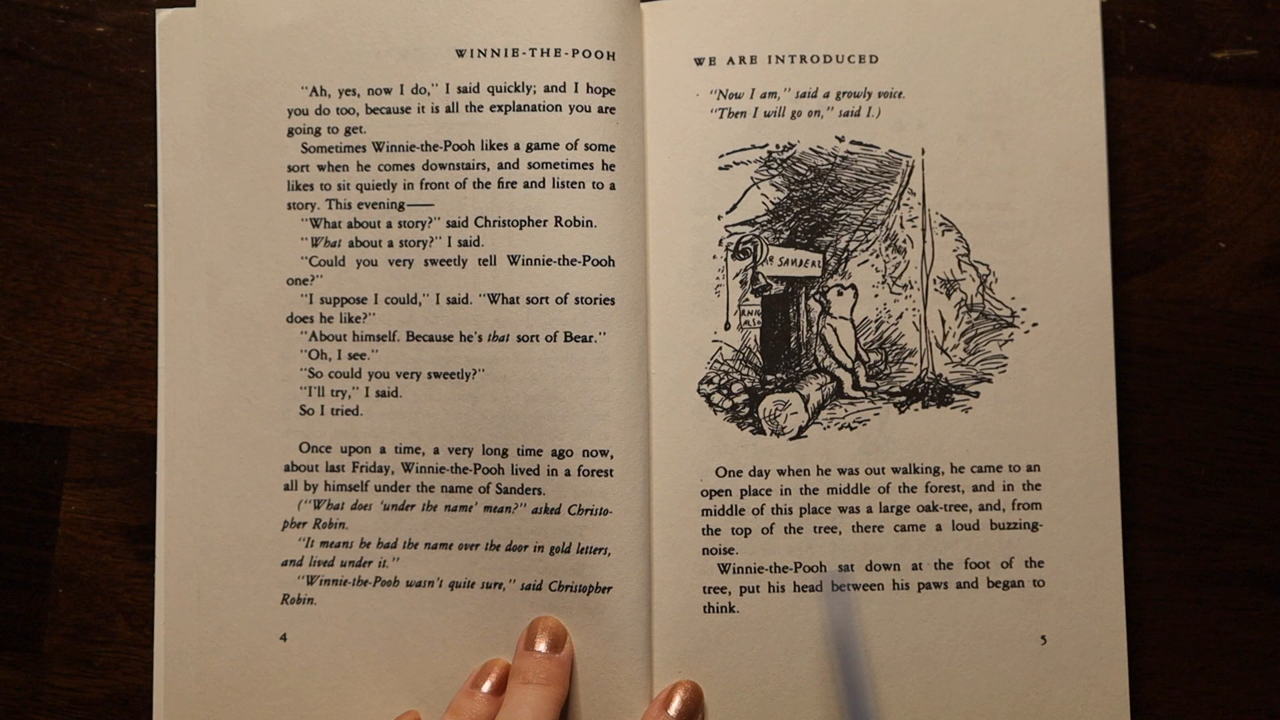 WINNIE-THE-POOH
"Ah, yes, now I do," I said quickly; and I hope
you do too, because it is all the explanation you are
going to get.
Sometimes Winnie-the-Pooh likes a game of some
sort when he comes downstairs, and sometimes he
likes to sit quietly in front of the fire and listen to a
story. This evening——
"What about a story?" said Christopher Robin.
"What about a story?" I said.
"Could you very sweetly tell Winnie-the-Pooh
one?"
"I suppose I could," I said. "What sort of stories
does he like?"
"About himself. Because he's that sort of Bear."
"Oh, I see."
"So could you very sweetly?"
"I'll try," I said.
So I tried.
Once upon a time, a very long time ago now,
about last Friday, Winnie-the-Pooh lived in a forest
all by himself under the name of Sanders.
("What does 'under the name' mean?" asked Christo-
pher Robin.
"It means he had the name over the door in gold letters,
and lived under it."
"Winnie-the-Pooh wasn't quite sure," said Christopher
Robin.
4
WE ARE INTRODUCED
"Now I am," said a growly voice.
"Then I will go on," said I.)
SANDERS
One day when he was out walking, he came to an
open place in the middle of the forest, and in the
middle of this place was a large oak-tree, and, from
the top of the tree, there came a loud buzzing-
noise.
Winnie-the-Pooh sat down at the foot of the
tree, put his head between his paws and began to
think.
5